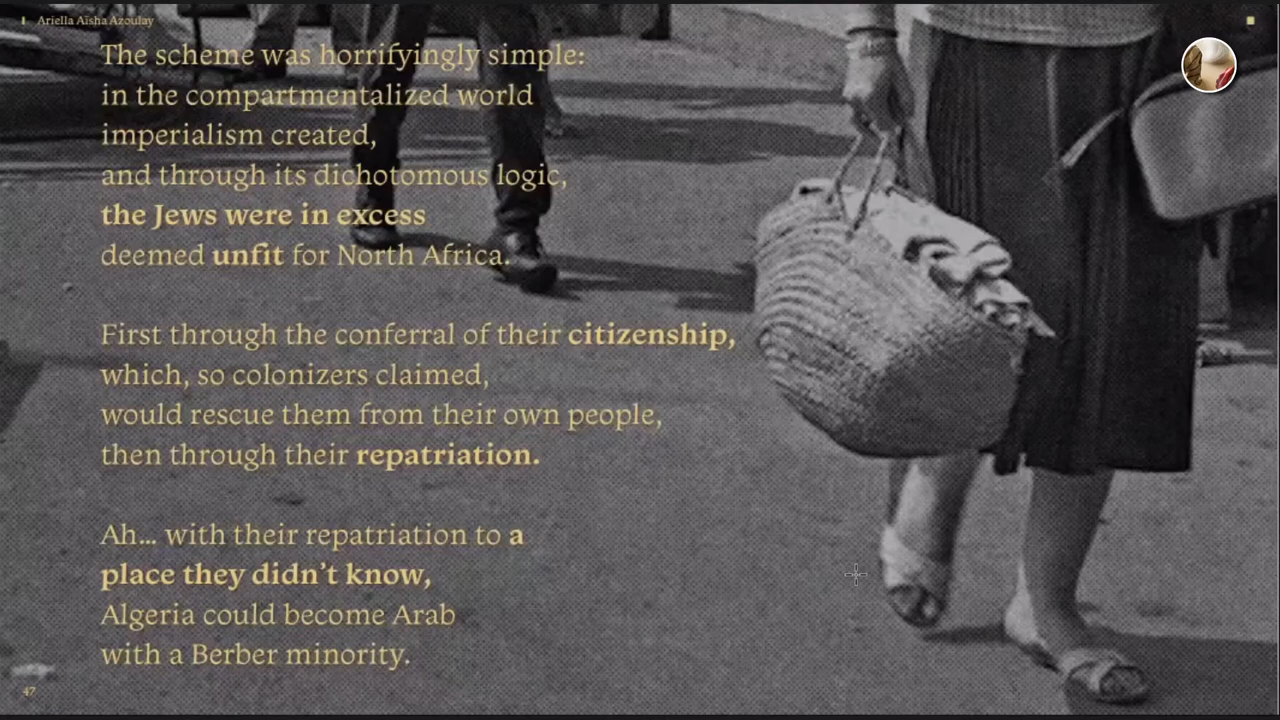 Ariella Aïsha Azoulay
The scheme was horrifyingly simple:
in the compartmentalized world
imperialism created,
and through its dichotomous logic,
the Jews were in excess
deemed unfit for North Africa.
First through the conferral of their citizenship,
which, so colonizers claimed,
would rescue them from their own people,
then through their repatriation.
Ah... with their repatriation to a
place they didn't know,
Algeria could become Arab
with a Berber minority.
47